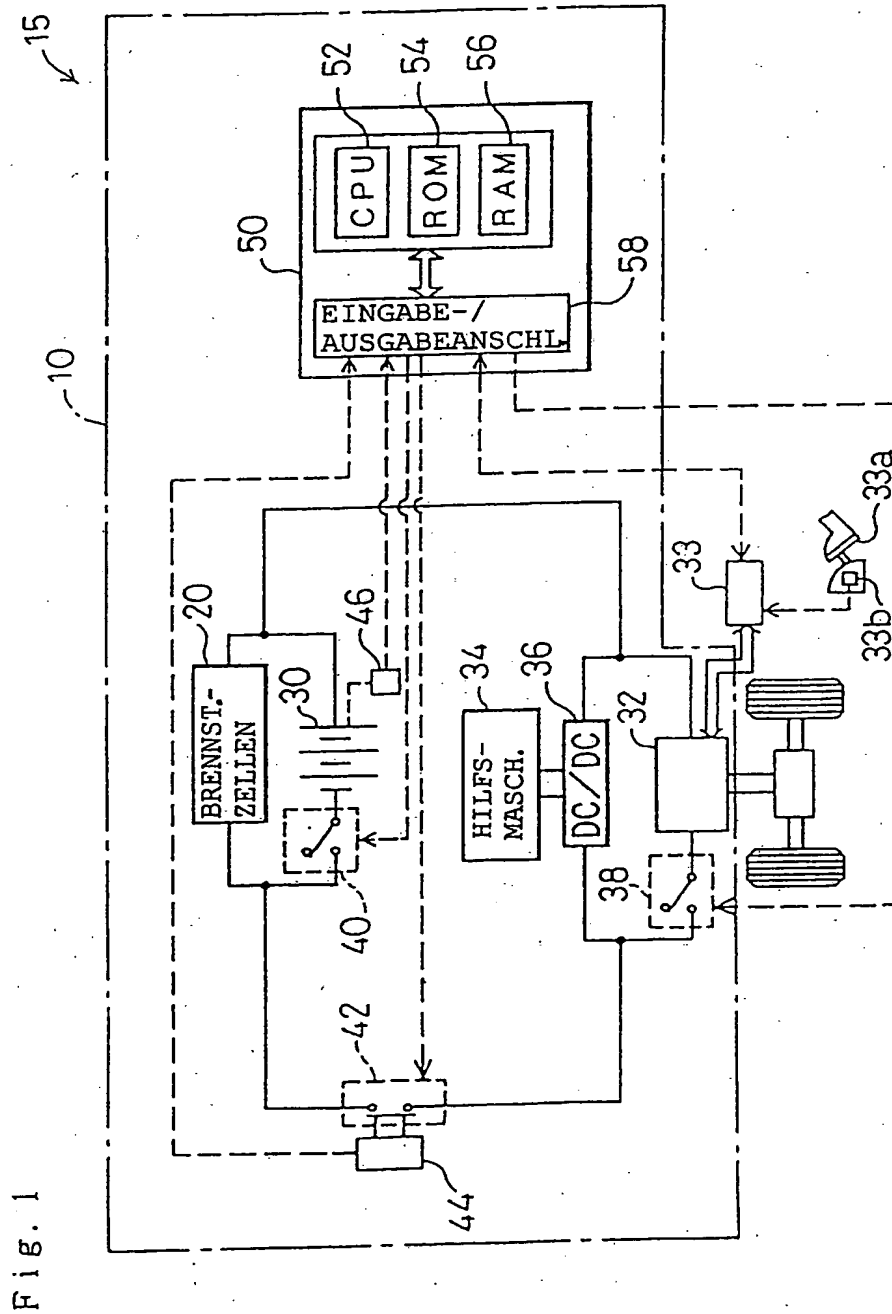 Fig. 1
10
15
20
BRENNST.-
ZELLEN
30
46
40
42
44
50
EINGABE-/
AUSGABEANSCHL.
58
CPU
52
ROM
54
RAM
56
34
HILFS-
MASCH.
36
DC/DC
32
38
33
33a
33b